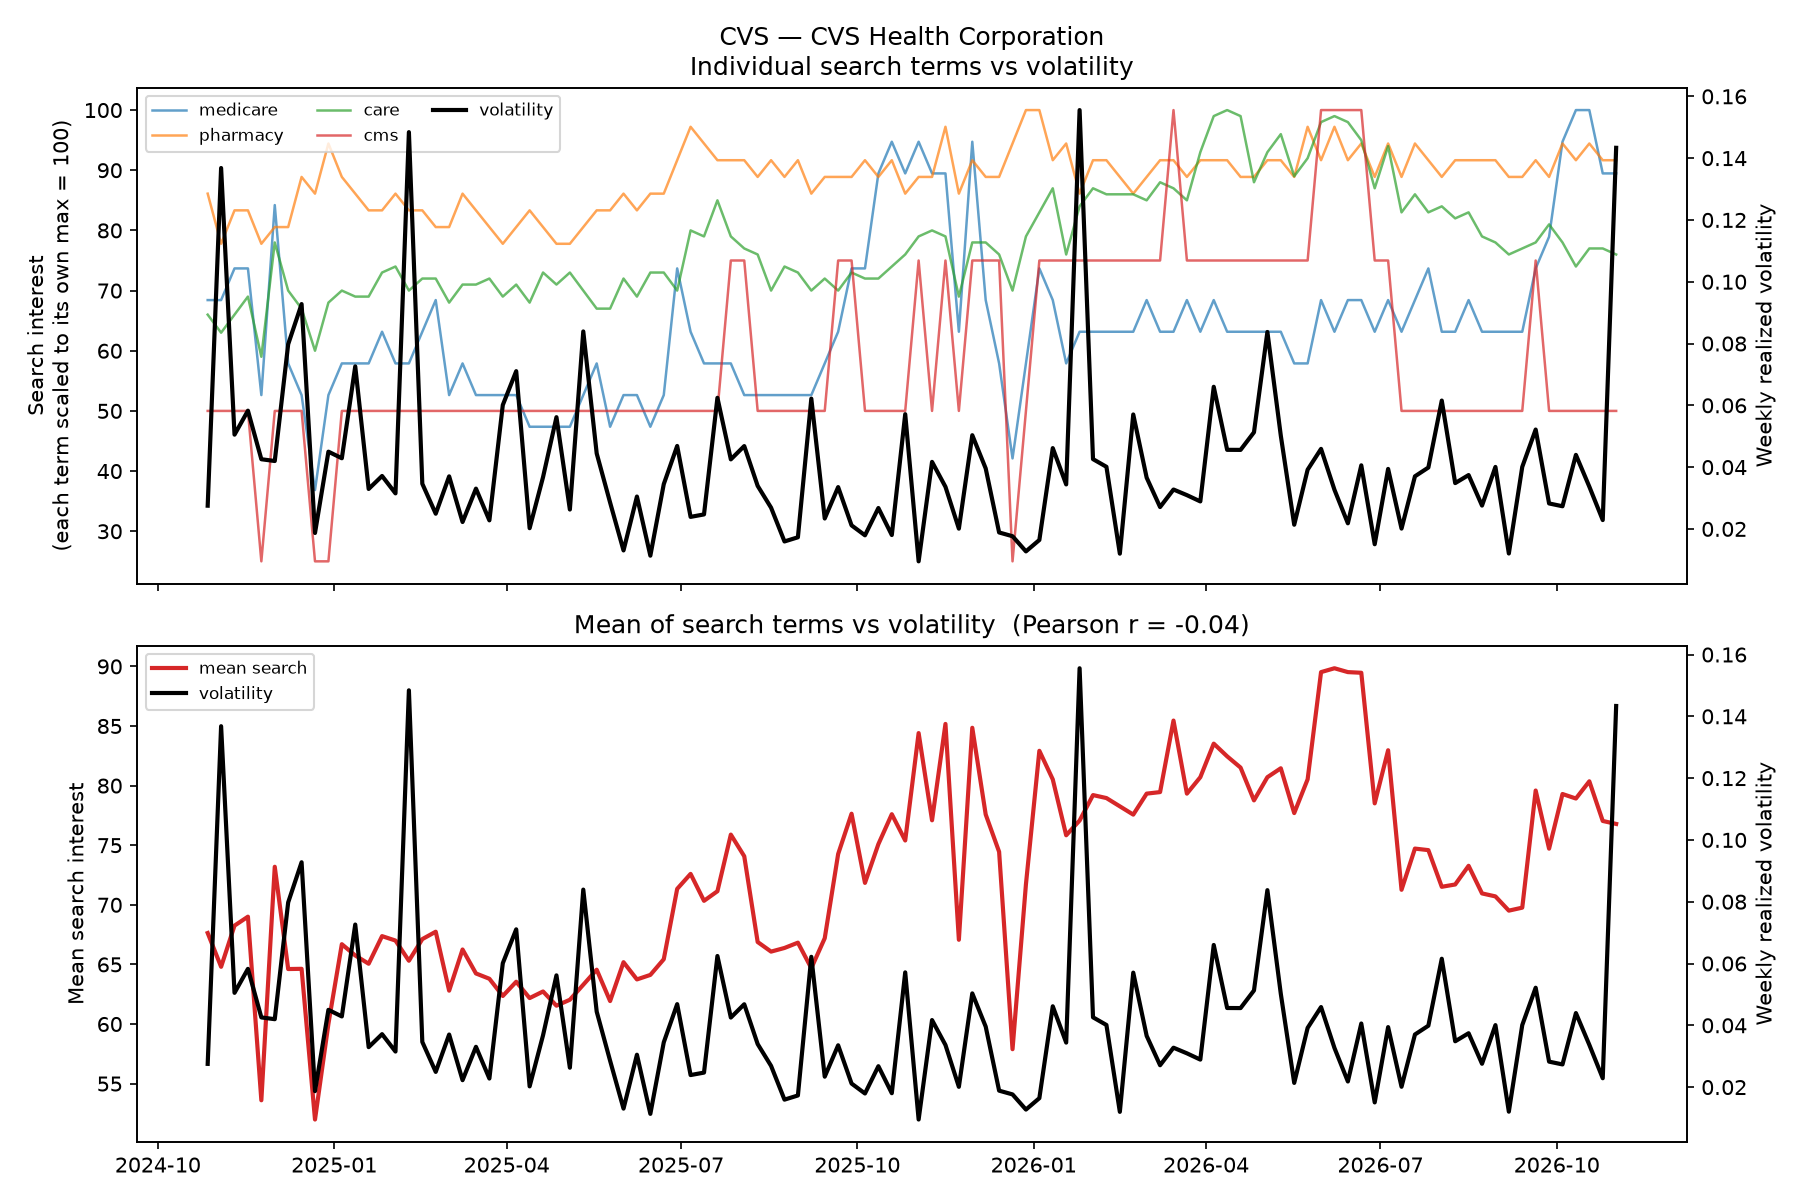 CVS — CVS Health Corporation
Individual search terms vs volatility
medicare
pharmacy
care
cms
volatility
Search interest
(each term scaled to its own max = 100)
100
90
80
70
60
50
40
30
0.16
0.14
0.12
0.10
0.08
0.06
0.04
0.02
Weekly realized volatility
Mean of search terms vs volatility (Pearson r = -0.04)
mean search
volatility
Mean search interest
90
85
80
75
70
65
60
55
0.16
0.14
0.12
0.10
0.08
0.06
0.04
0.02
Weekly realized volatility
2024-10
2025-01
2025-04
2025-07
2025-10
2026-01
2026-04
2026-07
2026-10